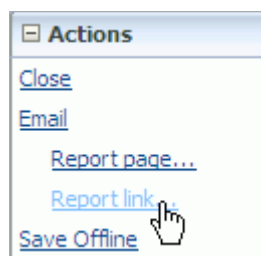 Actions
Close
Email
Report page...
Report link...
Save Offline